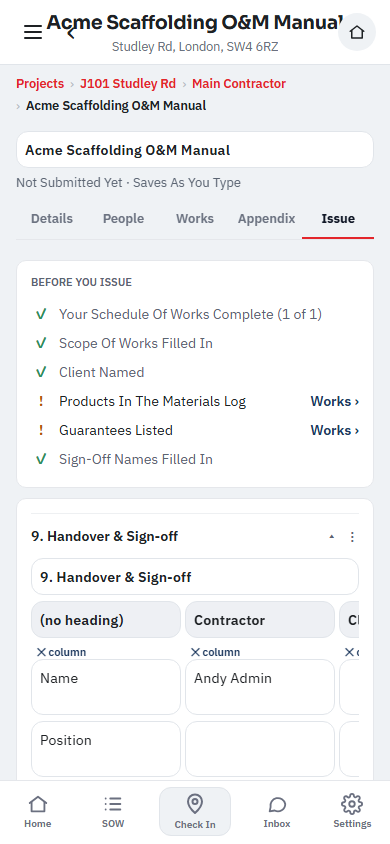 Acme Scaffolding O&M Manual
Studley Rd, London, SW4 6RZ
Projects › J101 Studley Rd › Main Contractor
› Acme Scaffolding O&M Manual
Acme Scaffolding O&M Manual
Not Submitted Yet · Saves As You Type
Details People Works Appendix Issue
BEFORE YOU ISSUE
Your Schedule Of Works Complete (1 of 1)
Scope Of Works Filled In
Client Named
! Products In The Materials Log Works ›
! Guarantees Listed Works ›
Sign-Off Names Filled In
9. Handover & Sign-off
9. Handover & Sign-off
(no heading) Contractor
column column
Name Andy Admin
Position
Home SOW Check In Inbox Settings